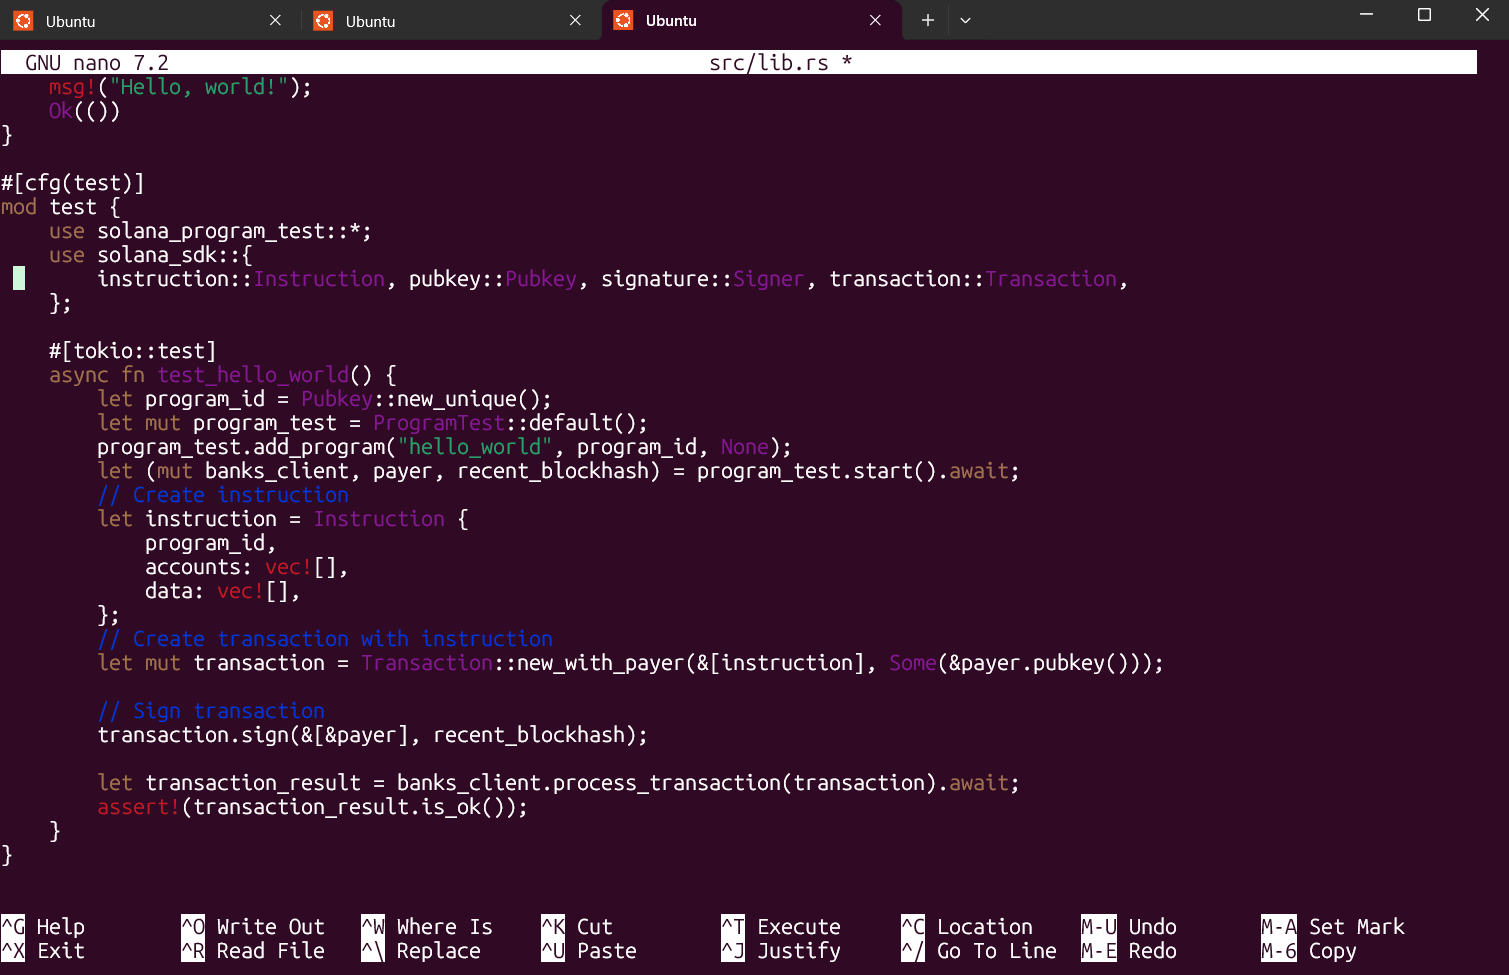 Ubuntu Ubuntu Ubuntu
GNU nano 7.2 src/lib.rs *
    msg!("Hello, world!");
    Ok(())
}

#[cfg(test)]
mod test {
    use solana_program_test::*;
    use solana_sdk::{
        instruction::Instruction, pubkey::Pubkey, signature::Signer, transaction::Transaction,
    };

    #[tokio::test]
    async fn test_hello_world() {
        let program_id = Pubkey::new_unique();
        let mut program_test = ProgramTest::default();
        program_test.add_program("hello_world", program_id, None);
        let (mut banks_client, payer, recent_blockhash) = program_test.start().await;
        // Create instruction
        let instruction = Instruction {
            program_id,
            accounts: vec![],
            data: vec![],
        };
        // Create transaction with instruction
        let mut transaction = Transaction::new_with_payer(&[instruction], Some(&payer.pubkey()));

        // Sign transaction
        transaction.sign(&[&payer], recent_blockhash);

        let transaction_result = banks_client.process_transaction(transaction).await;
        assert!(transaction_result.is_ok());
    }
}

^G Help ^O Write Out ^W Where Is ^K Cut ^T Execute ^C Location M-U Undo M-A Set Mark
^X Exit ^R Read File ^\ Replace ^U Paste ^J Justify ^/ Go To Line M-E Redo M-6 Copy